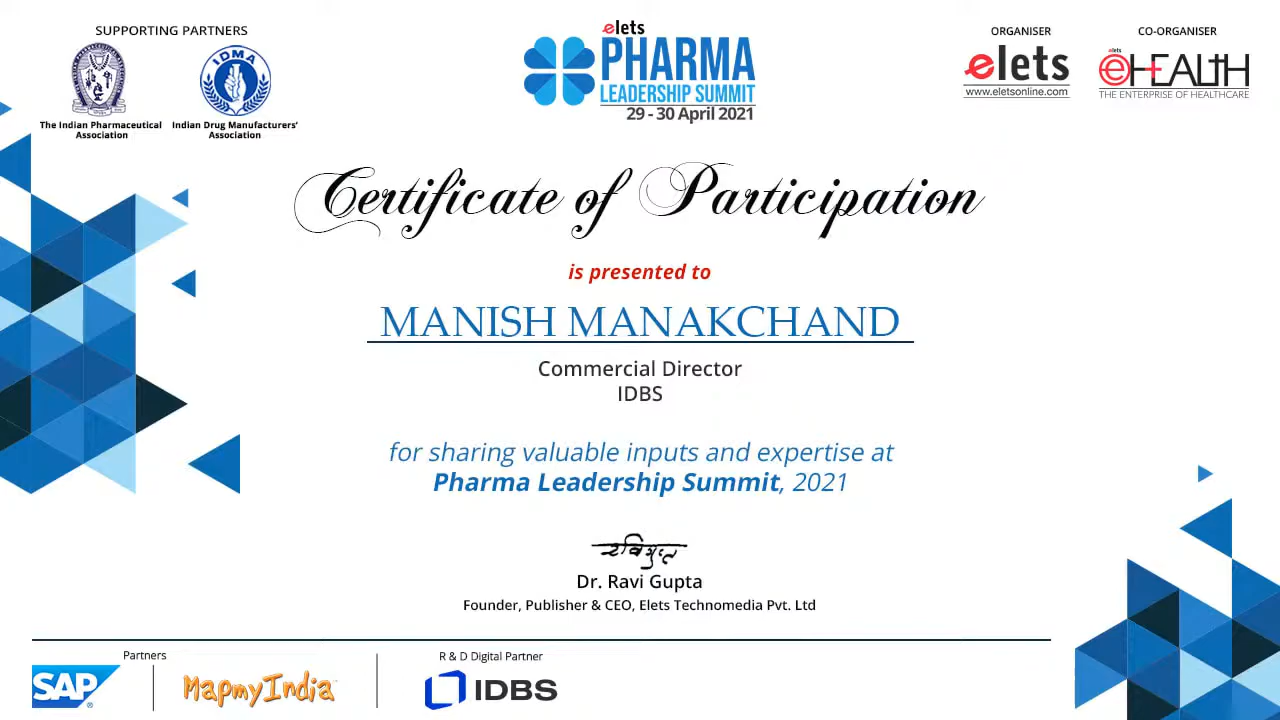 SUPPORTING PARTNERS
IDMA
The Indian Pharmaceutical Association
Indian Drug Manufacturers' Association
elets
PHARMA
LEADERSHIP SUMMIT
29 - 30 April 2021
ORGANISER
elets
www.eletsonline.com
CO-ORGANISER
elets
eHEALTH
THE ENTERPRISE OF HEALTHCARE
Certificate of Participation
is presented to
MANISH MANAKCHAND
Commercial Director
IDBS
for sharing valuable inputs and expertise at
Pharma Leadership Summit, 2021
रवि गुप्ता
Dr. Ravi Gupta
Founder, Publisher & CEO, Elets Technomedia Pvt. Ltd
Partners
SAP®
MapmyIndia
R & D Digital Partner
IDBS